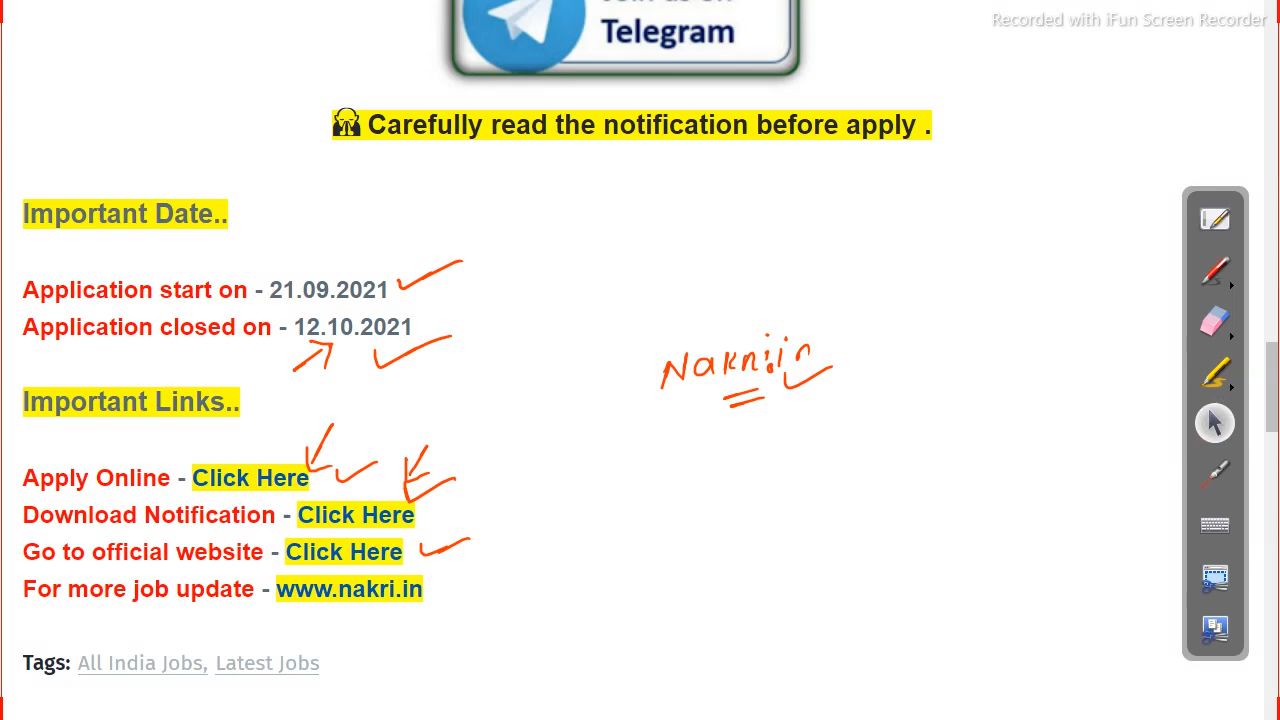 Recorded with iFun Screen Recorder
Telegram
Carefully read the notification before apply .
Important Date..
Application start on - 21.09.2021
Application closed on - 12.10.2021
Nakri.in
Important Links..
Apply Online - Click Here
Download Notification - Click Here
Go to official website - Click Here
For more job update - www.nakri.in
Tags: All India Jobs, Latest Jobs